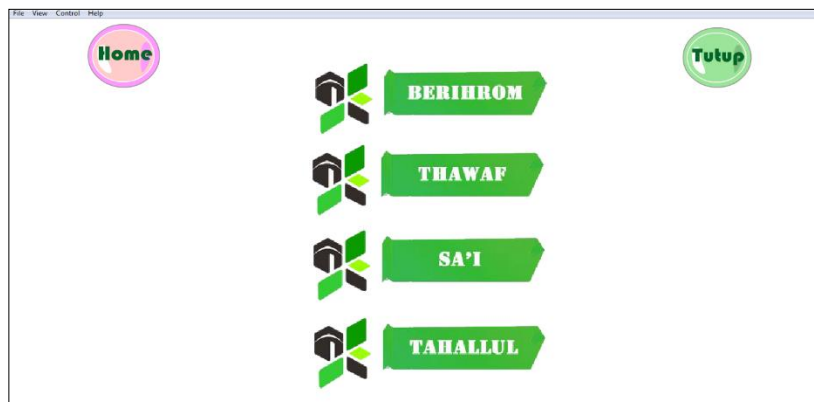 File View Control Help
Home
Tutup
BERIHROM
THAWAF
SA'I
TAHALLUL